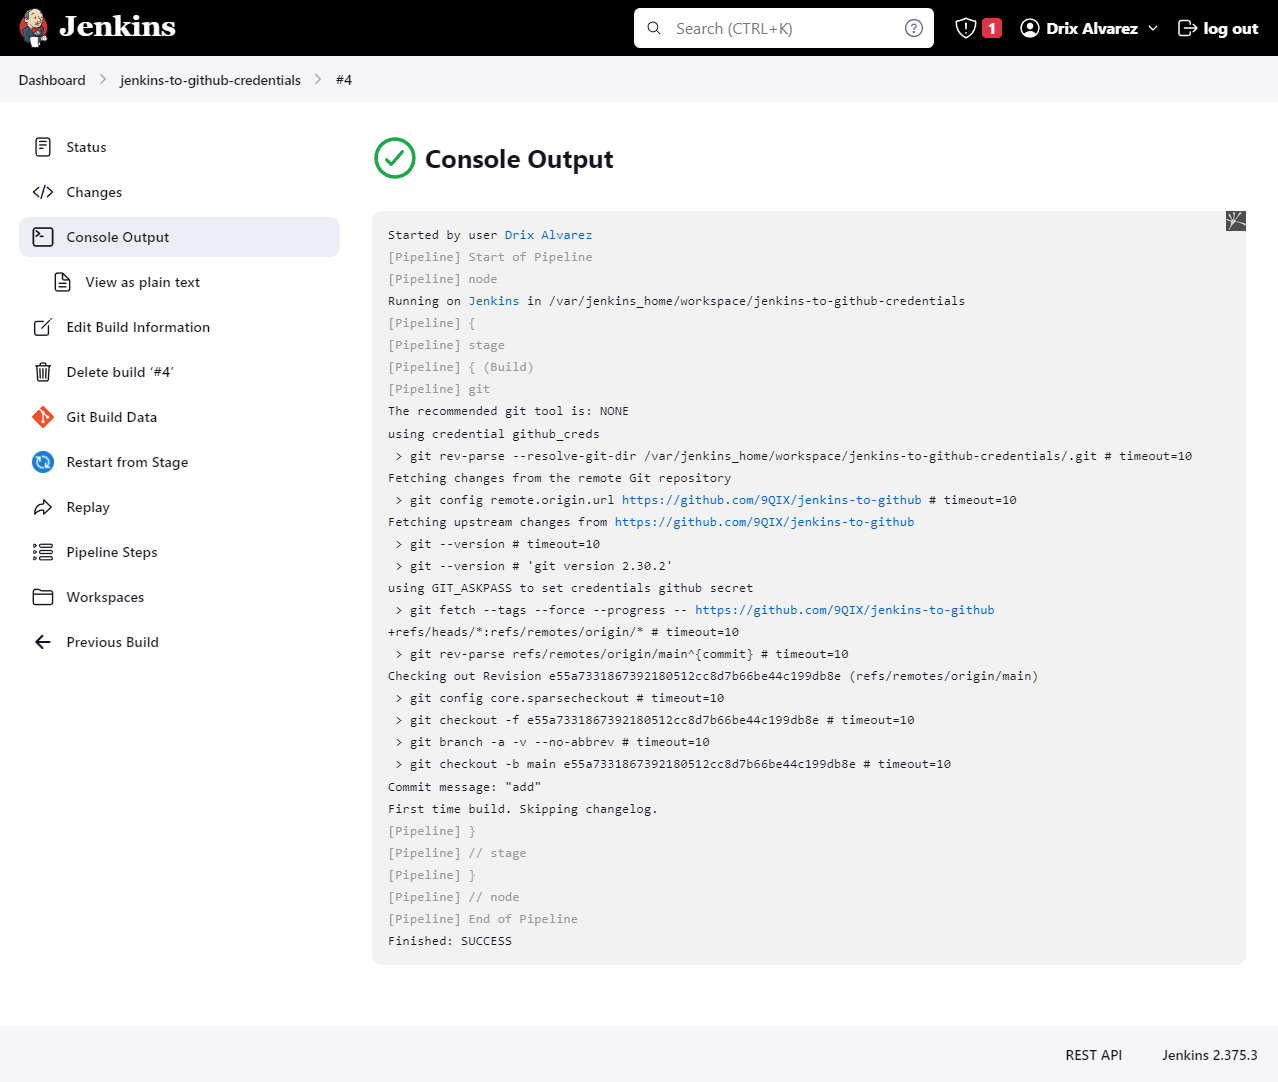 Jenkins
Search (CTRL+K)
1
Drix Alvarez
log out
Dashboard
jenkins-to-github-credentials
#4
Status
Changes
Console Output
View as plain text
Edit Build Information
Delete build ‘#4’
Git Build Data
Restart from Stage
Replay
Pipeline Steps
Workspaces
Previous Build
Console Output
Started by user Drix Alvarez
[Pipeline] Start of Pipeline
[Pipeline] node
Running on Jenkins in /var/jenkins_home/workspace/jenkins-to-github-credentials
[Pipeline] {
[Pipeline] stage
[Pipeline] { (Build)
[Pipeline] git
The recommended git tool is: NONE
using credential github_creds
> git rev-parse --resolve-git-dir /var/jenkins_home/workspace/jenkins-to-github-credentials/.git # timeout=10
Fetching changes from the remote Git repository
> git config remote.origin.url https://github.com/9QIX/jenkins-to-github # timeout=10
Fetching upstream changes from https://github.com/9QIX/jenkins-to-github
> git --version # timeout=10
> git --version # 'git version 2.30.2'
using GIT_ASKPASS to set credentials github secret
> git fetch --tags --force --progress -- https://github.com/9QIX/jenkins-to-github
+refs/heads/*:refs/remotes/origin/* # timeout=10
> git rev-parse refs/remotes/origin/main^{commit} # timeout=10
Checking out Revision e55a7331867392180512cc8d7b66be44c199db8e (refs/remotes/origin/main)
> git config core.sparsecheckout # timeout=10
> git checkout -f e55a7331867392180512cc8d7b66be44c199db8e # timeout=10
> git branch -a -v --no-abbrev # timeout=10
> git checkout -b main e55a7331867392180512cc8d7b66be44c199db8e # timeout=10
Commit message: "add"
First time build. Skipping changelog.
[Pipeline] }
[Pipeline] // stage
[Pipeline] }
[Pipeline] // node
[Pipeline] End of Pipeline
Finished: SUCCESS
REST API
Jenkins 2.375.3